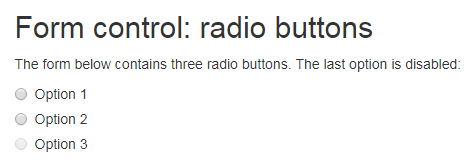 Form control: radio buttons
The form below contains three radio buttons. The last option is disabled:
Option 1
Option 2
Option 3